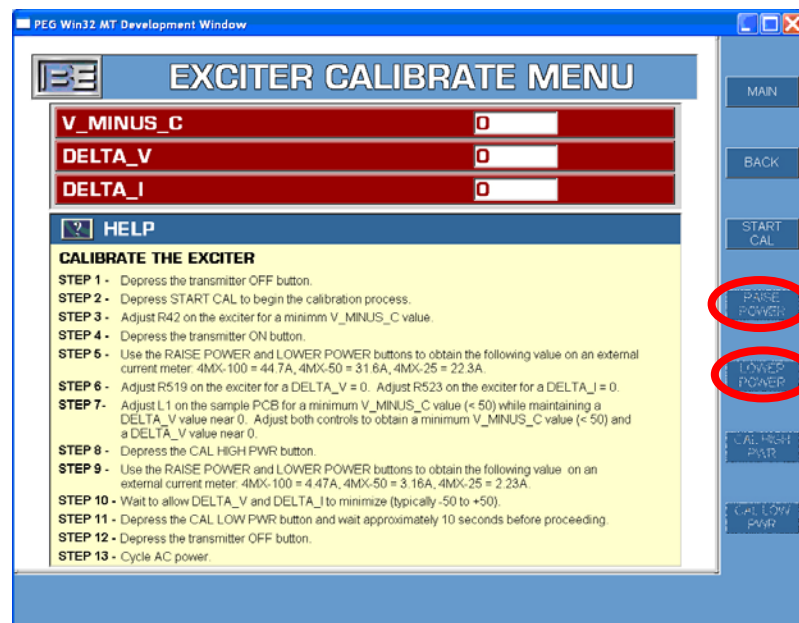 PEG Win32 MT Development Window
BE
EXCITER CALIBRATE MENU
V_MINUS_C
0
DELTA_V
0
DELTA_I
0
? HELP
CALIBRATE THE EXCITER
STEP 1 - Depress the transmitter OFF button.
STEP 2 - Depress START CAL to begin the calibration process.
STEP 3 - Adjust R42 on the exciter for a minimm V_MINUS_C value.
STEP 4 - Depress the transmitter ON button.
STEP 5 - Use the RAISE POWER and LOWER POWER buttons to obtain the following value on an external
current meter: 4MX-100 = 44.7A, 4MX-50 = 31.6A, 4MX-25 = 22.3A.
STEP 6 - Adjust R519 on the exciter for a DELTA_V = 0. Adjust R523 on the exciter for a DELTA_I = 0.
STEP 7- Adjust L1 on the sample PCB for a minimum V_MINUS_C value (< 50) while maintaining a
DELTA_V value near 0. Adjust both controls to obtain a minimum V_MINUS_C value (< 50) and
a DELTA_V value near 0.
STEP 8 - Depress the CAL HIGH PWR button.
STEP 9 - Use the RAISE POWER and LOWER POWER buttons to obtain the following value on an
external current meter: 4MX-100 = 4.47A, 4MX-50 = 3.16A, 4MX-25 = 2.23A.
STEP 10 - Wait to allow DELTA_V and DELTA_I to minimize (typically -50 to +50).
STEP 11 - Depress the CAL LOW PWR button and wait approximately 10 seconds before proceeding.
STEP 12 - Depress the transmitter OFF button.
STEP 13 - Cycle AC power.
MAIN
BACK
START
CAL
RAISE
POWER
LOWER
POWER
CAL HIGH
PWR
CAL LOW
PWR